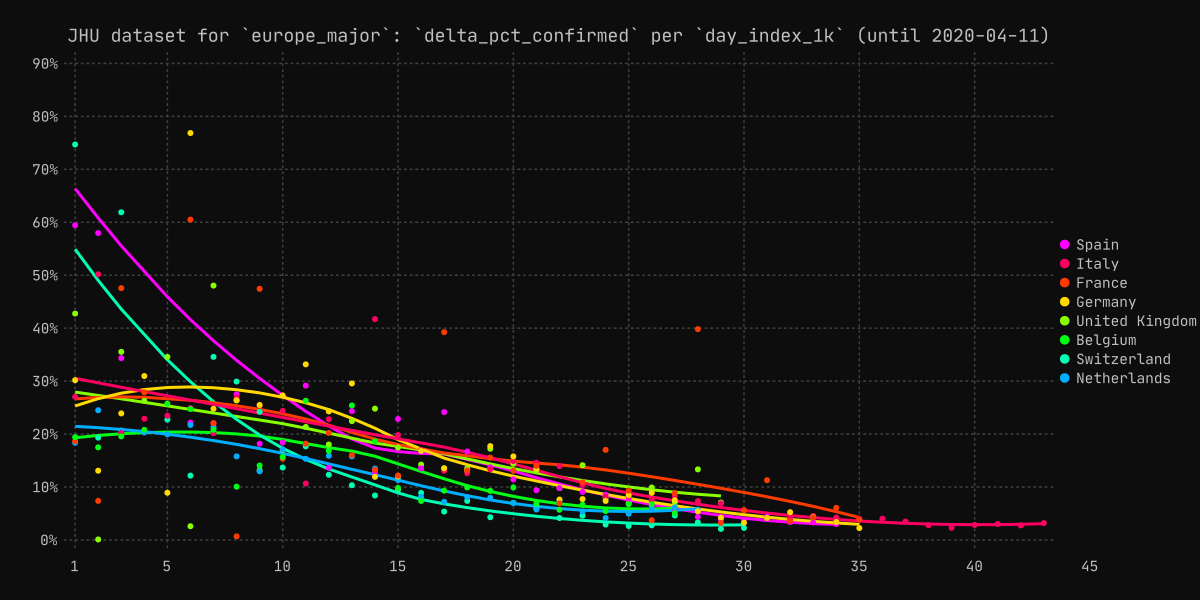 JHU dataset for `europe_major`: `delta_pct_confirmed` per `day_index_1k` (until 2020-04-11)
90%
80%
70%
60%
50%
40%
30%
20%
10%
0%
1 5 10 15 20 25 30 35 40 45
Spain
Italy
France
Germany
United Kingdom
Belgium
Switzerland
Netherlands